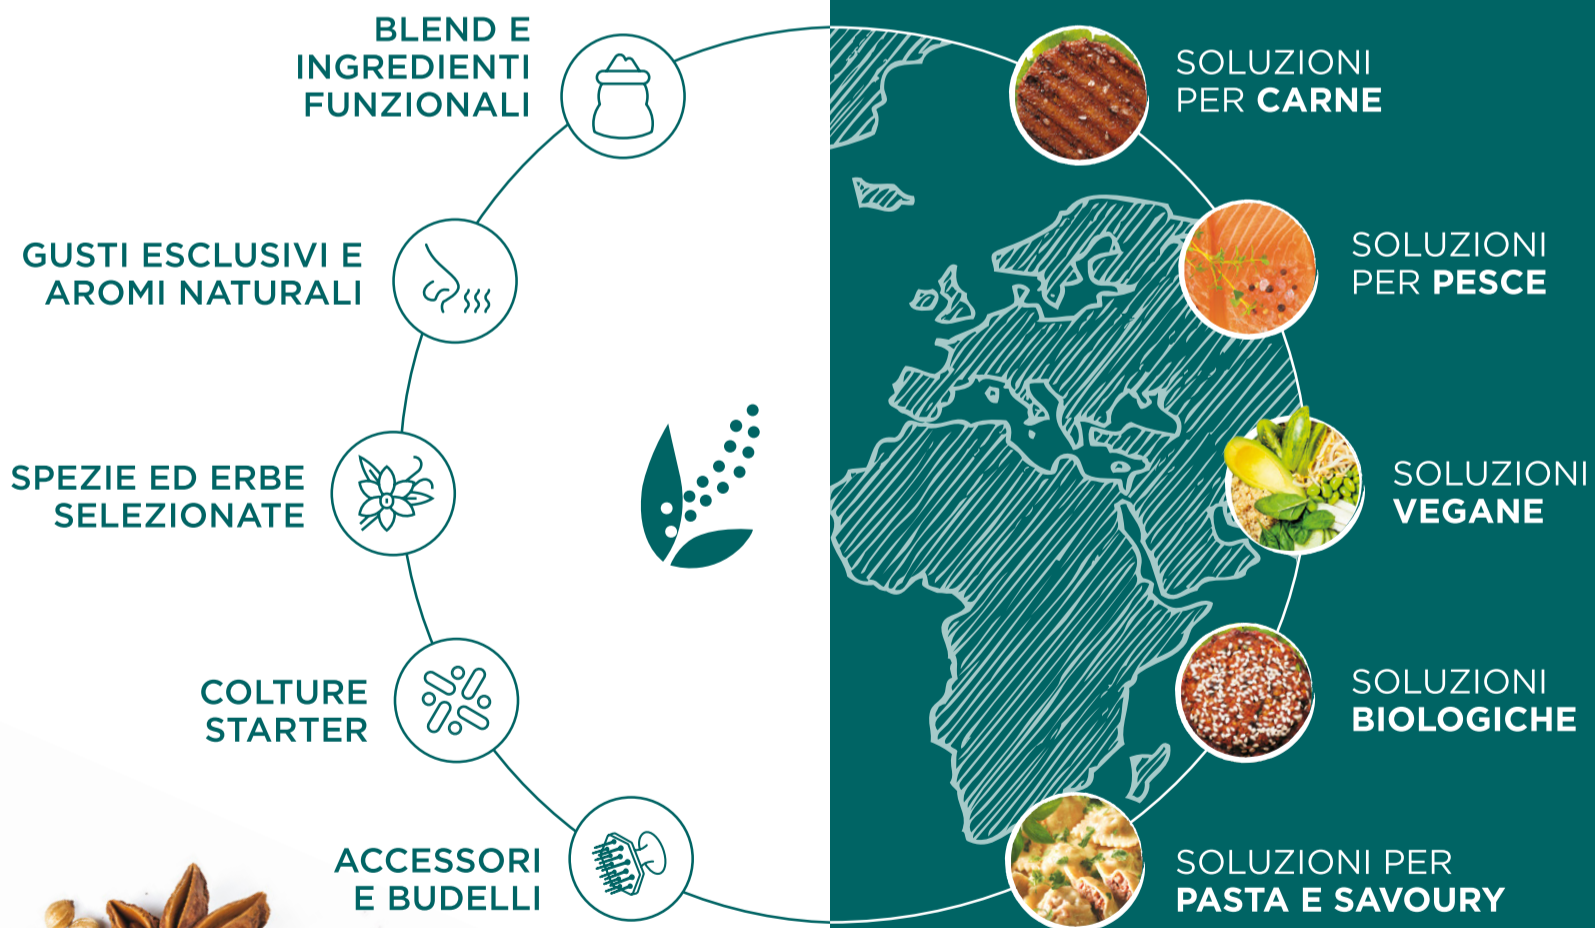 BLEND E
INGREDIENTI
FUNZIONALI
GUSTI ESCLUSIVI E
AROMI NATURALI
SPEZIE ED ERBE
SELEZIONATE
COLTURE
STARTER
ACCESSORI
E BUDELLI
SOLUZIONI
PER CARNE
SOLUZIONI
PER PESCE
SOLUZIONI
VEGANE
SOLUZIONI
BIOLOGICHE
SOLUZIONI PER
PASTA E SAVOURY